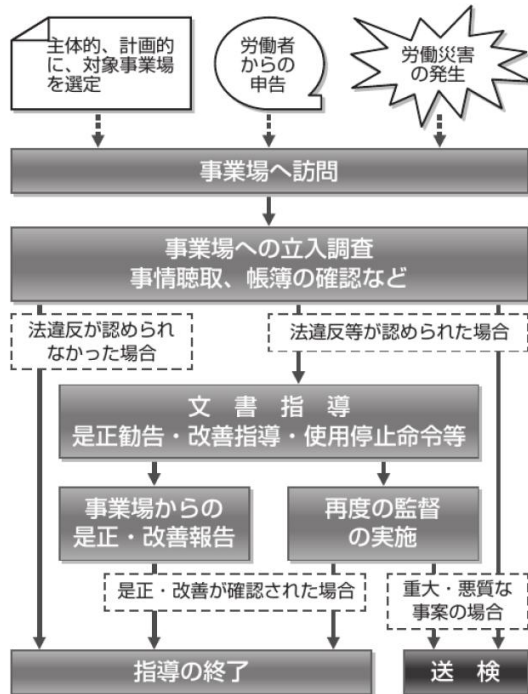 主体的、計画的
に、対象事業場
を選定
労働者
からの
申告
労働災害
の発生
事業場へ訪問
事業場への立入調査
事情聴取、帳簿の確認など
法違反が認められ
なかった場合
法違反等が認められた場合
文書指導
是正勧告・改善指導・使用停止命令等
事業場からの
是正・改善報告
再度の監督
の実施
是正・改善が確認された場合
重大・悪質な
事案の場合
指導の終了
送検